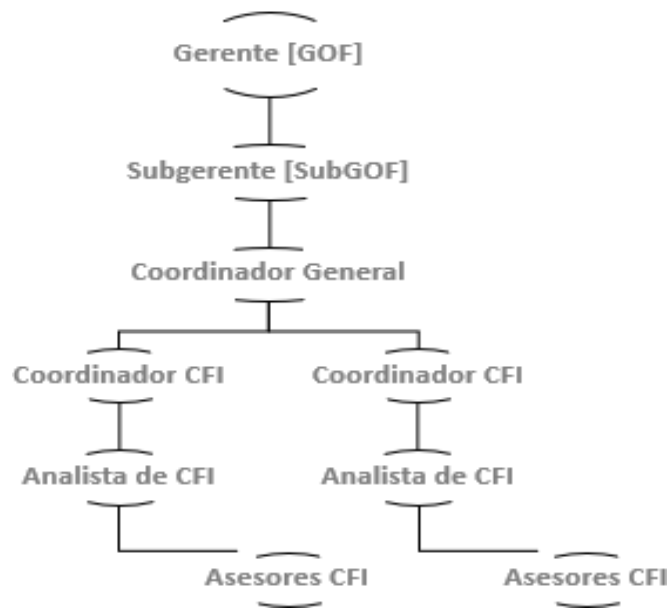 Gerente [GOF]
Subgerente [SubGOF]
Coordinador General
Coordinador CFI
Coordinador CFI
Analista de CFI
Analista de CFI
Asesores CFI
Asesores CFI